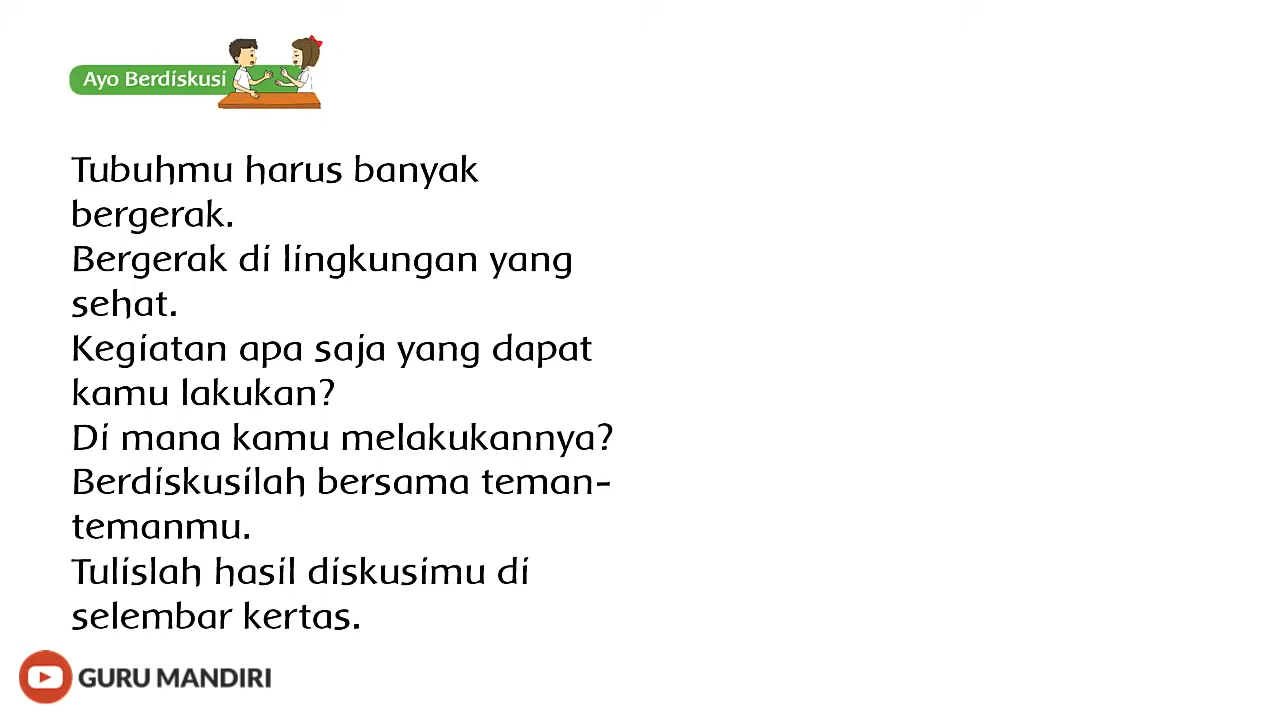 Ayo Berdiskusi
Tubuhmu harus banyak
bergerak.
Bergerak di lingkungan yang
sehat.
Kegiatan apa saja yang dapat
kamu lakukan?
Di mana kamu melakukannya?
Berdiskusilah bersama teman-
temanmu.
Tulislah hasil diskusimu di
selembar kertas.
GURU MANDIRI